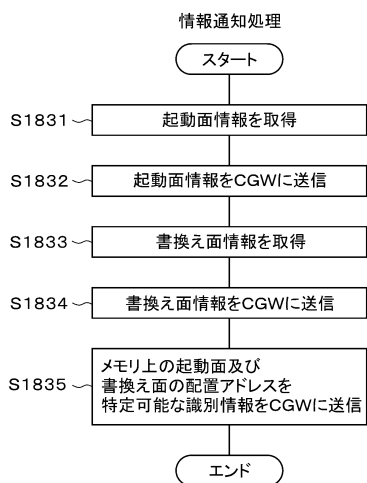 情報通知処理
スタート
S1831
起動面情報を取得
S1832
起動面情報をCGWに送信
S1833
書換え面情報を取得
S1834
書換え面情報をCGWに送信
S1835
メモリ上の起動面及び
書換え面の配置アドレスを
特定可能な識別情報をCGWに送信
エンド